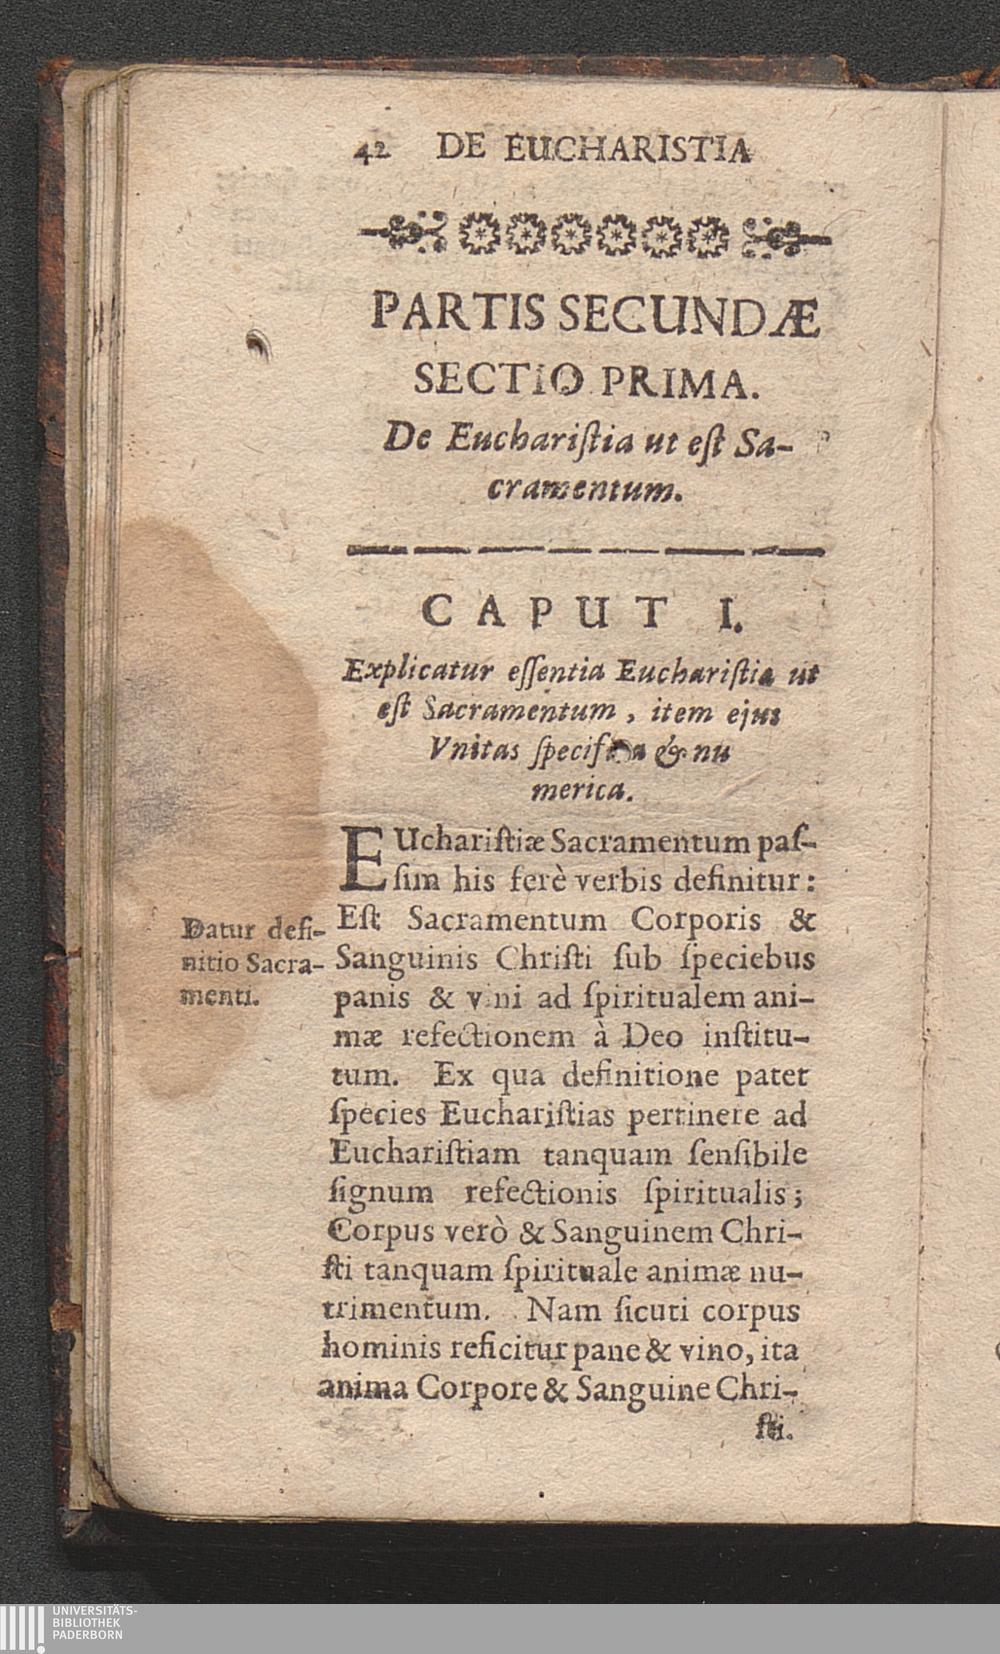 42 DE EUCHARISTIA
PARTIS SECUNDÆ
SECTIO PRIMA.
De Euchariſtia ut eſt Sa-
cramentum.
CAPUT I.
Explicatur eſſentia Euchariſtia ut
eſt Sacramentum, item ejus
Vnitas ſpecifica & nu
merica.
EUchariſtiæ Sacramentum paſ-
ſim his ferè verbis definitur:
Eſt Sacramentum Corporis &
Sanguinis Chriſti ſub ſpeciebus
panis & vini ad ſpiritualem ani-
mæ refectionem à Deo inſtitu-
tum. Ex qua definitione patet
ſpecies Euchariſtias pertinere ad
Euchariſtiam tanquam ſenſibile
ſignum refectionis ſpiritualis;
Corpus verò & Sanguinem Chri-
ſti tanquam ſpirituale animæ nu-
trimentum. Nam ſicuti corpus
hominis reficitur pane & vino, ita
anima Corpore & Sanguine Chri-
ſti.
Datur defi-
nitio Sacra-
menti.
UNIVERSITÄTS-
BIBLIOTHEK
PADERBORN